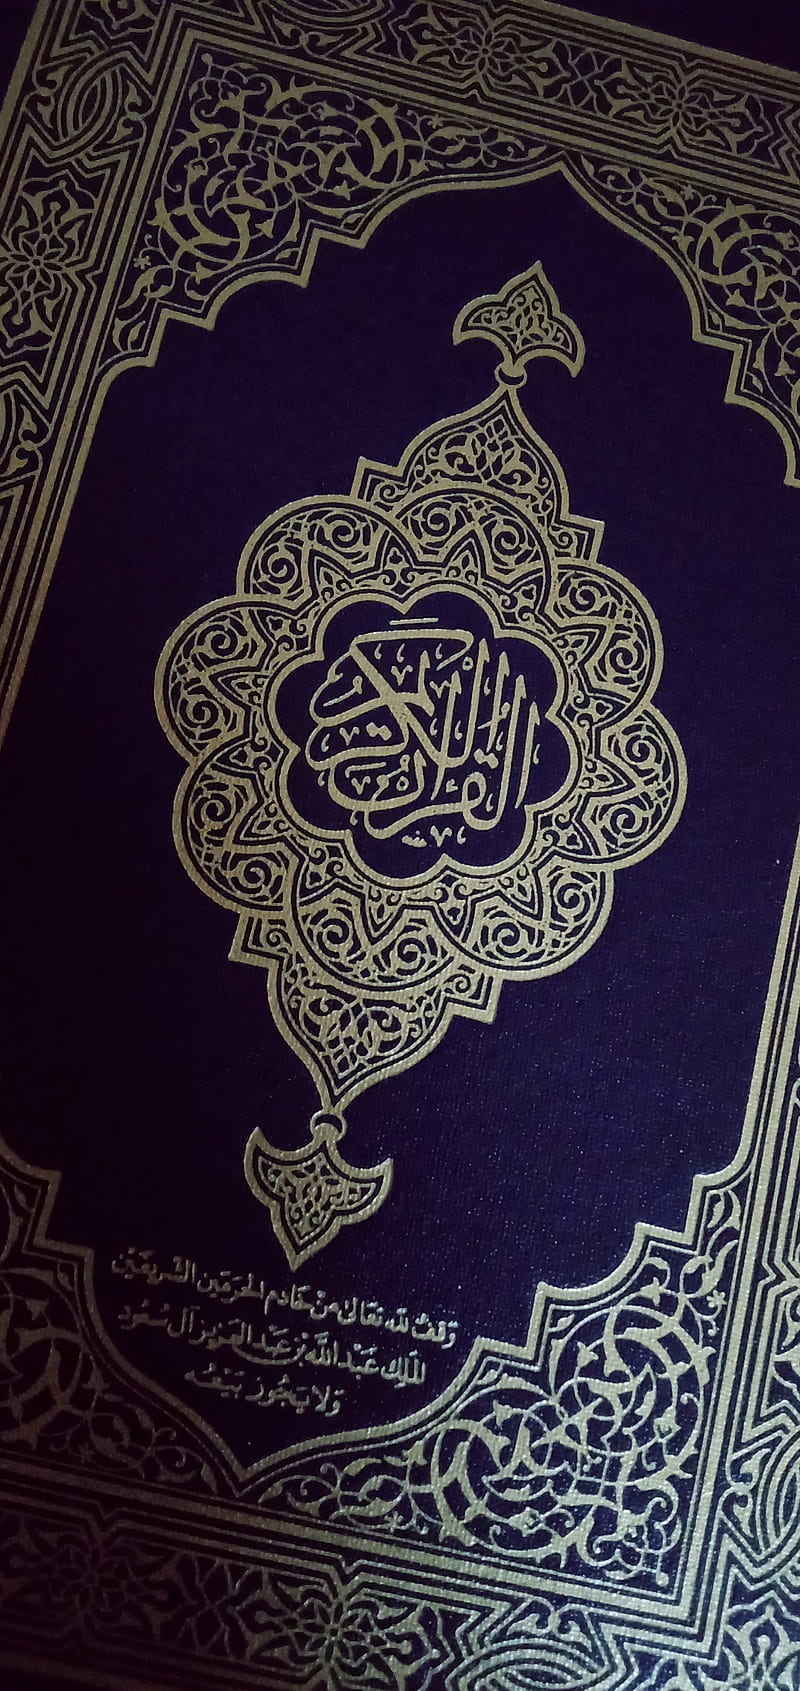 القرآن الكريم
وقف لله تعالى من خادم الحرمين الشريفين
الملك عبد الله بن عبد العزيز آل سعود
ولا يجوز بيعه